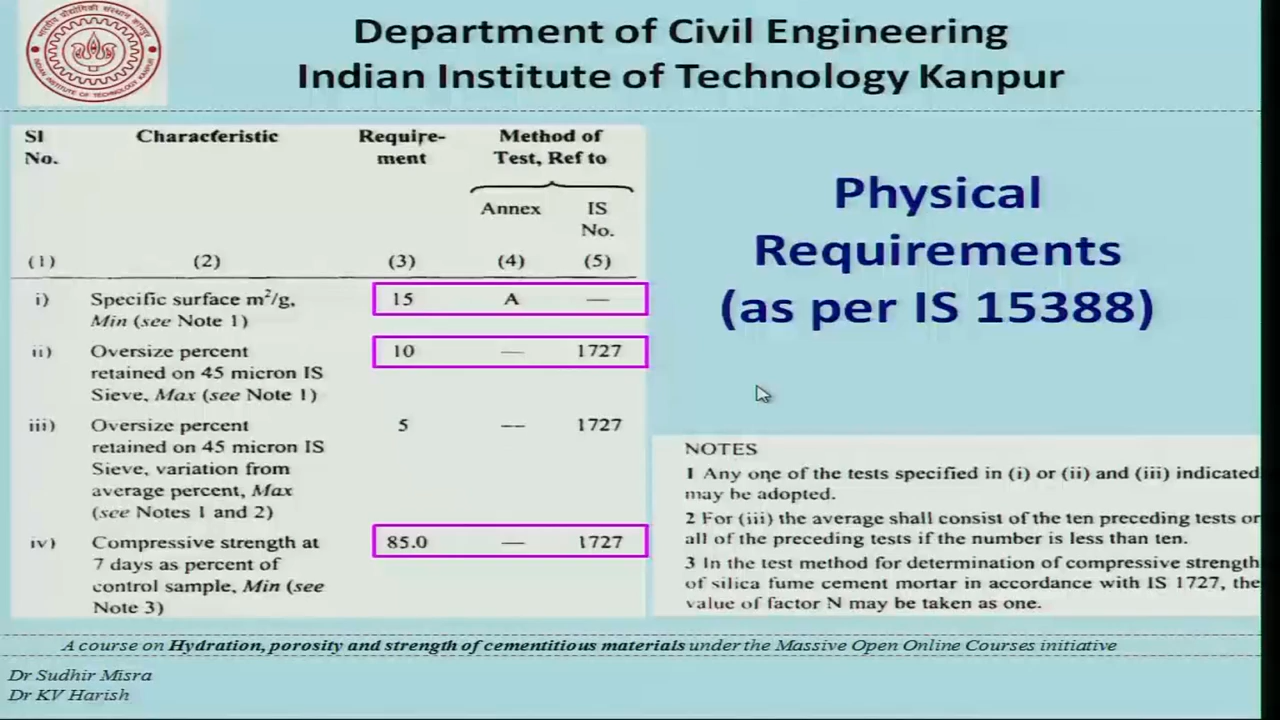 Department of Civil Engineering
Indian Institute of Technology Kanpur
INDIAN INSTITUTE OF TECHNOLOGY KANPUR
Sl No. Characteristic Require-ment Method of Test, Ref to
Annex IS No.
(1) (2) (3) (4) (5)
i) Specific surface m²/g, 15 A —
Min (see Note 1)
ii) Oversize percent 10 — 1727
retained on 45 micron IS
Sieve, Max (see Note 1)
iii) Oversize percent 5 — 1727
retained on 45 micron IS
Sieve, variation from
average percent, Max
(see Notes 1 and 2)
iv) Compressive strength at 85.0 — 1727
7 days as percent of
control sample, Min (see
Note 3)
Physical
Requirements
(as per IS 15388)
NOTES
1 Any one of the tests specified in (i) or (ii) and (iii) indicated
may be adopted.
2 For (iii) the average shall consist of the ten preceding tests or
all of the preceding tests if the number is less than ten.
3 In the test method for determination of compressive strength
of silica fume cement mortar in accordance with IS 1727, the
value of factor N may be taken as one.
A course on Hydration, porosity and strength of cementitious materials under the Massive Open Online Courses initiative
Dr Sudhir Misra
Dr KV Harish